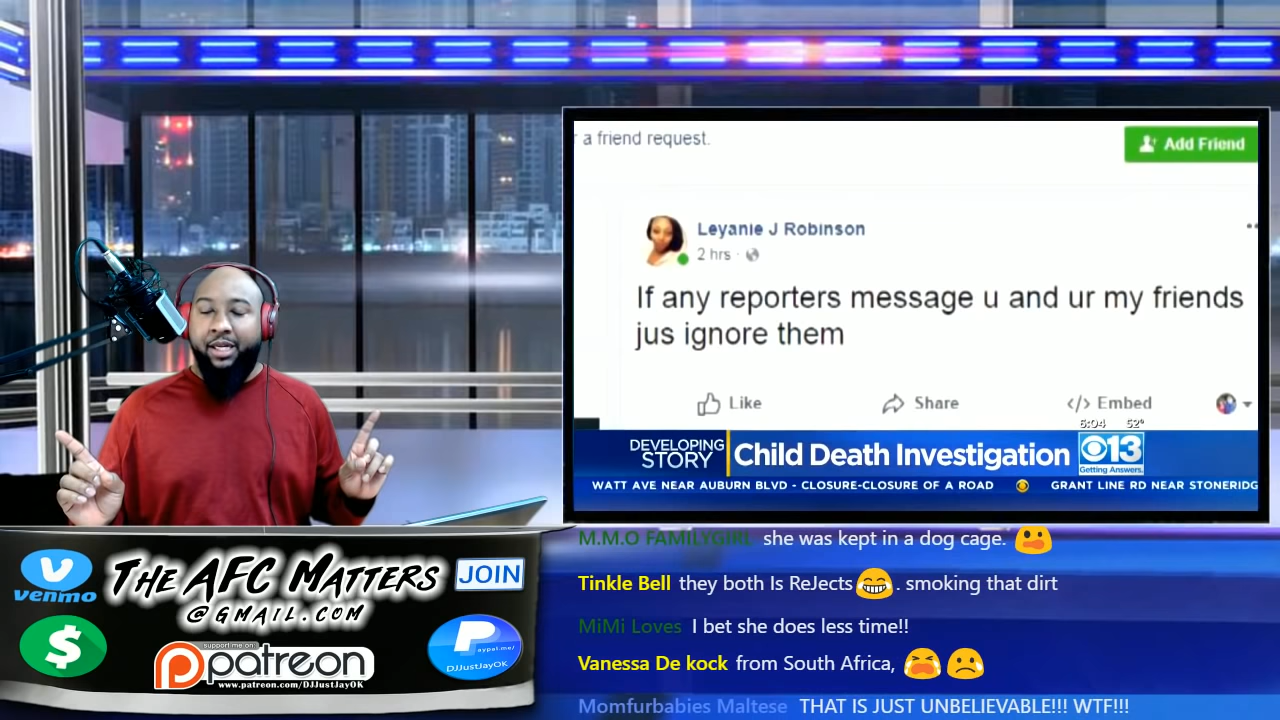 r a friend request.
Add Friend
Leyanie J Robinson
2 hrs
If any reporters message u and ur my friends
jus ignore them
Like
Share
Embed
6:04 52°
DEVELOPING
STORY
Child Death Investigation
13
Getting Answers.
WATT AVE NEAR AUBURN BLVD - CLOSURE-CLOSURE OF A ROAD
GRANT LINE RD NEAR STONERIDG
M.M.O FAMILYGIRL she was kept in a dog cage. 😮
Tinkle Bell they both Is ReJects 😂. smoking that dirt
MiMi Loves I bet she does less time!!
Vanessa De kock from South Africa, 😫 🙁
Momfurbabies Maltese THAT IS JUST UNBELIEVABLE!!! WTF!!!
venmo
THE AFC MATTERS
@GMAIL.COM
JOIN
$
support me on
patreon
www.patreon.com/DJJustJayOK
Paypal.me/
DJJustJayOK